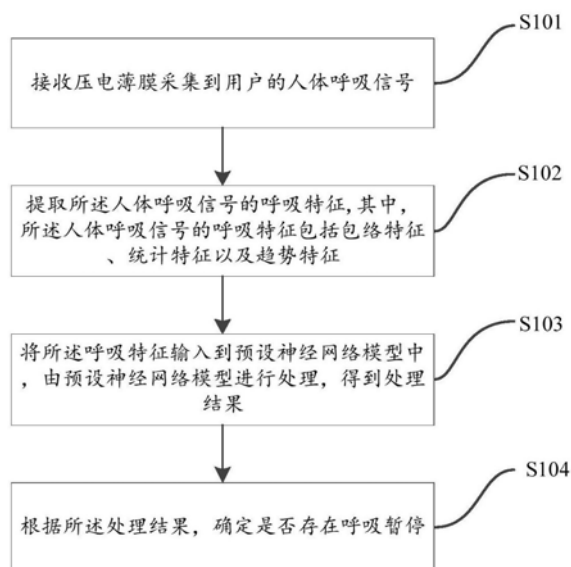 S101
接收压电薄膜采集到用户的人体呼吸信号
S102
提取所述人体呼吸信号的呼吸特征,其中,
所述人体呼吸信号的呼吸特征包括包络特征
、统计特征以及趋势特征
S103
将所述呼吸特征输入到预设神经网络模型中
，由预设神经网络模型进行处理，得到处理
结果
S104
根据所述处理结果，确定是否存在呼吸暂停